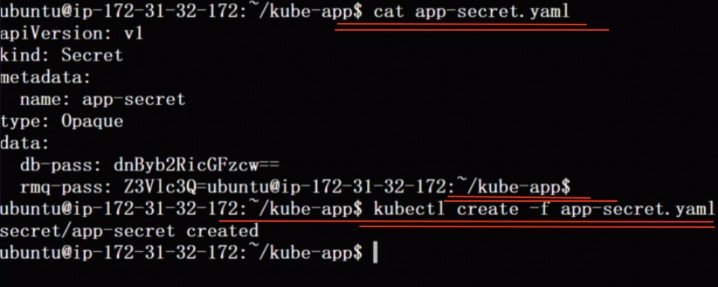 ubuntu@ip-172-31-32-172:~/kube-app$ cat app-secret.yaml
apiVersion: v1
kind: Secret
metadata:
  name: app-secret
type: Opaque
data:
  db-pass: dnByb2RicGFzcw==
  rmq-pass: Z3Vlc3Q=ubuntu@ip-172-31-32-172:~/kube-app$
ubuntu@ip-172-31-32-172:~/kube-app$ kubectl create -f app-secret.yaml
secret/app-secret created
ubuntu@ip-172-31-32-172:~/kube-app$